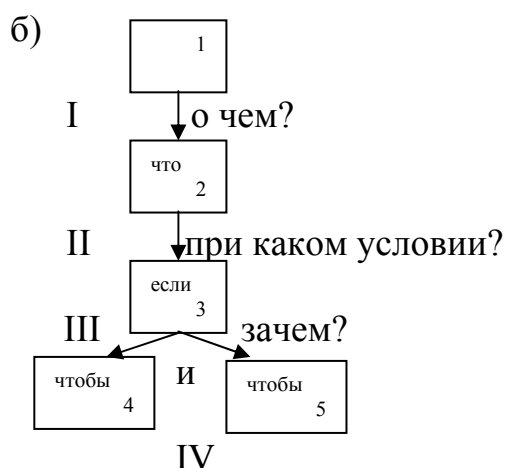 б)
1
I о чем?
что
2
II при каком условии?
если
3
III зачем?
чтобы и чтобы
4 5
IV